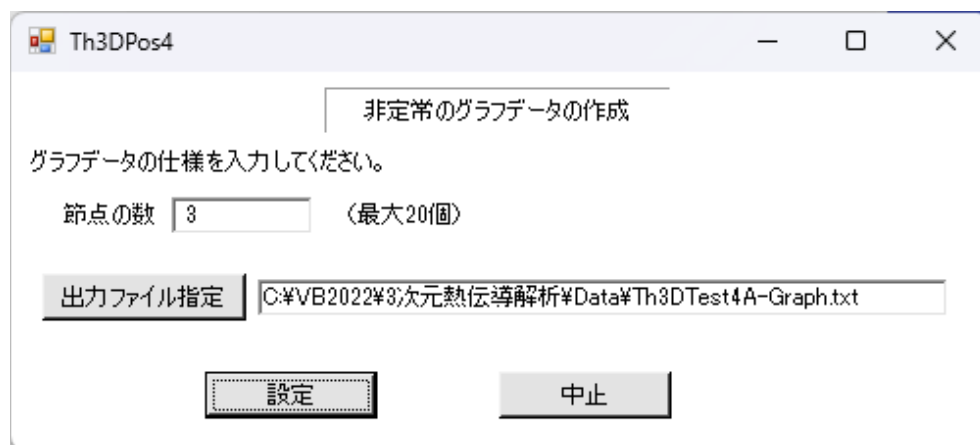 Th3DPos4
非定常のグラフデータの作成
グラフデータの仕様を入力してください。
節点の数 3 （最大20個）
出力ファイル指定 C:¥VB2022¥3次元熱伝導解析¥Data¥Th3DTest4A-Graph.txt
設定 中止